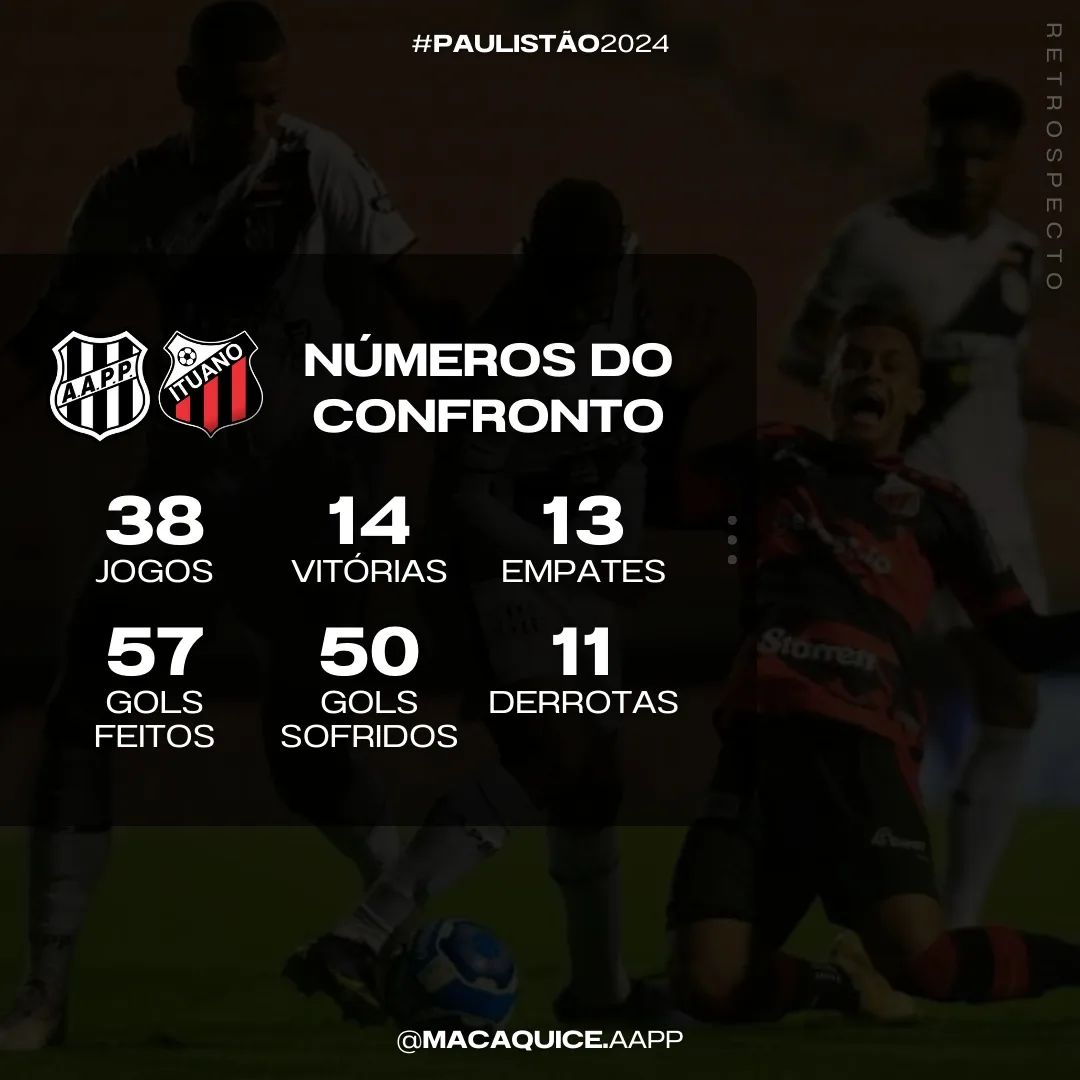 #PAULISTÃO2024
RETROSPECTO
A.A.P.P.
ITUANO
NÚMEROS DO
CONFRONTO
38
JOGOS
14
VITÓRIAS
13
EMPATES
57
GOLS
FEITOS
50
GOLS
SOFRIDOS
11
DERROTAS
Starrett
@MACAQUICE.AAPP